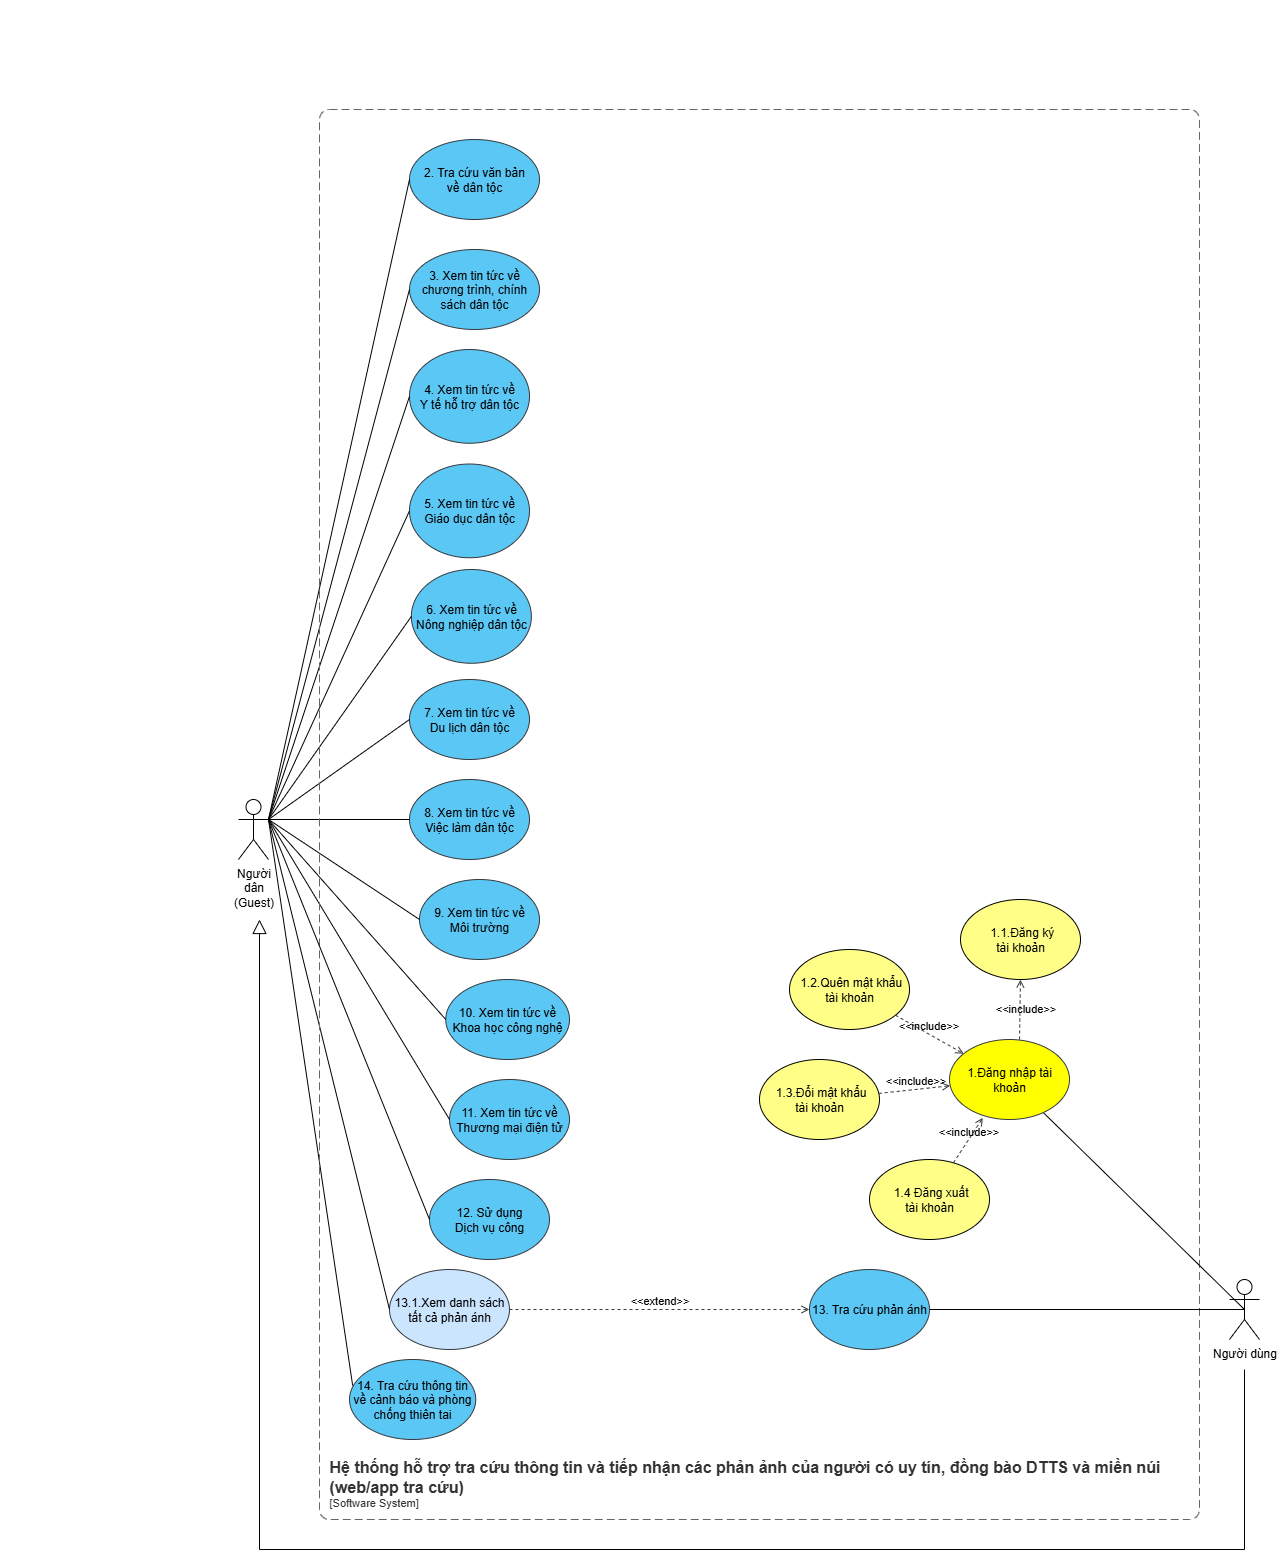 2. Tra cứu văn bản
về dân tộc
3. Xem tin tức về
chương trình, chính
sách dân tộc
4. Xem tin tức về
Y tế hỗ trợ dân tộc
5. Xem tin tức về
Giáo dục dân tộc
6. Xem tin tức về
Nông nghiệp dân tộc
7. Xem tin tức về
Du lịch dân tộc
8. Xem tin tức về
Việc làm dân tộc
Người
dân
(Guest)
9. Xem tin tức về
Môi trường
1.1.Đăng ký
tài khoản
1.2.Quên mật khẩu
tài khoản
10. Xem tin tức về
Khoa học công nghệ
<<include>>
<<include>>
1.Đăng nhập tài
khoản
<<include>>
1.3.Đổi mật khẩu
tài khoản
11. Xem tin tức về
Thương mại điện tử
<<include>>
1.4 Đăng xuất
tài khoản
12. Sử dụng
Dịch vụ công
13.1.Xem danh sách
tất cả phản ánh
<<extend>>
13. Tra cứu phản ánh
Người dùng
14. Tra cứu thông tin
về cảnh báo và phòng
chống thiên tai
Hệ thống hỗ trợ tra cứu thông tin và tiếp nhận các phản ảnh của người có uy tín, đồng bào DTTS và miền núi
(web/app tra cứu)
[Software System]